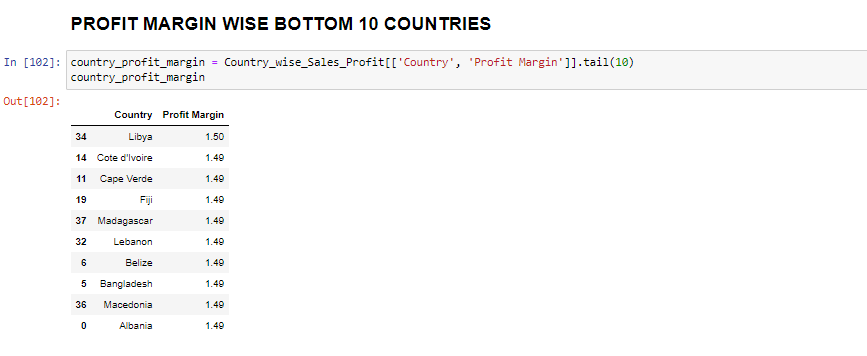 PROFIT MARGIN WISE BOTTOM 10 COUNTRIES
In [102]: country_profit_margin = Country_wise_Sales_Profit[['Country', 'Profit Margin']].tail(10)
country_profit_margin
Out[102]:
Country Profit Margin
34 Libya 1.50
14 Cote d'Ivoire 1.49
11 Cape Verde 1.49
19 Fiji 1.49
37 Madagascar 1.49
32 Lebanon 1.49
6 Belize 1.49
5 Bangladesh 1.49
36 Macedonia 1.49
0 Albania 1.49